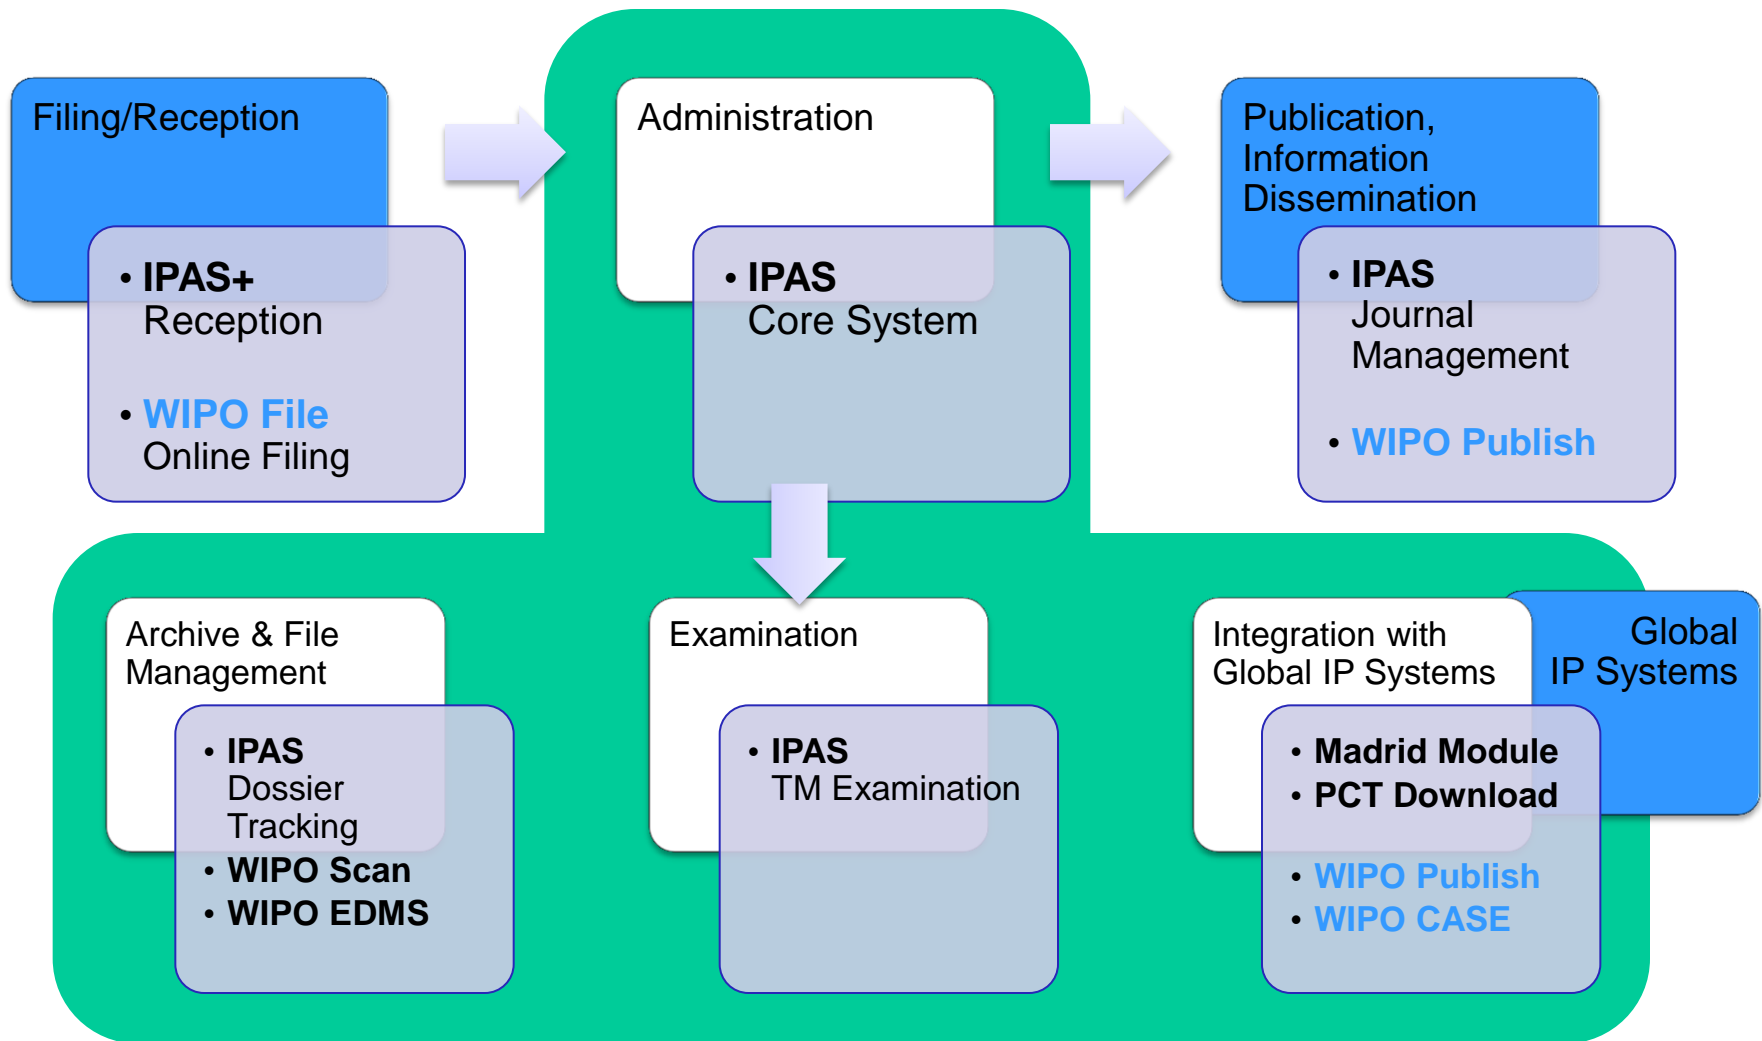 Filing/Reception
• IPAS+
Reception
• WIPO File
Online Filing
Administration
• IPAS
Core System
Publication,
Information
Dissemination
• IPAS
Journal
Management
• WIPO Publish
Archive & File
Management
• IPAS
Dossier
Tracking
• WIPO Scan
• WIPO EDMS
Examination
• IPAS
TM Examination
Integration with
Global IP Systems
Global
IP Systems
• Madrid Module
• PCT Download
• WIPO Publish
• WIPO CASE